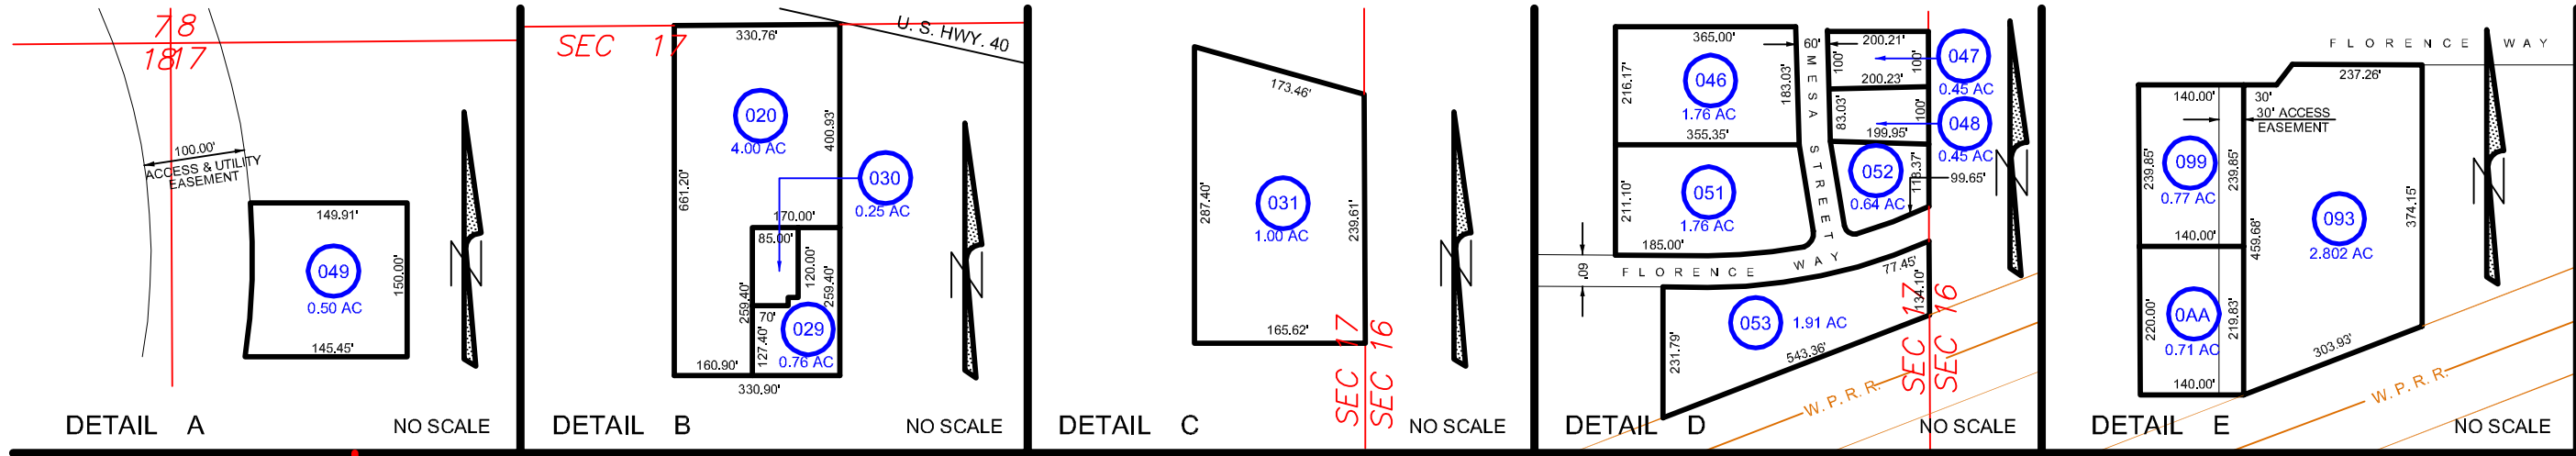 7 8
18 17
100.00'
ACCESS & UTILITY
EASEMENT
149.91'
049
0.50 AC
150.00'
145.45'
N
DETAIL A
NO SCALE
SEC 17
U. S. HWY. 40
330.76'
020
4.00 AC
400.93'
661.20'
030
0.25 AC
170.00'
85.00'
120.00'
259.40'
259.40'
70'
029
127.40'
0.76 AC
160.90'
330.90'
N
DETAIL B
NO SCALE
173.46'
287.40'
031
1.00 AC
239.61'
165.62'
SEC 17
SEC 16
N
DETAIL C
NO SCALE
365.00'
60'
200.21'
047
0.45 AC
216.17'
046
1.76 AC
183.03'
100'
100'
200.23'
MESA STREET
83.03'
100'
048
0.45 AC
355.35'
199.95'
211.10'
051
1.76 AC
052
0.64 AC
118.37'
99.65'
185.00'
60'
FLORENCE WAY
77.45'
134.10'
053
1.91 AC
231.79'
543.36'
SEC 17
SEC 16
W. P. R. R.
N
DETAIL D
NO SCALE
FLORENCE WAY
237.26'
140.00'
30'
30' ACCESS
EASEMENT
239.85'
099
0.77 AC
239.85'
140.00'
459.68'
093
2.802 AC
374.15'
220.00'
0AA
0.71 AC
219.83'
140.00'
303.93'
W. P. R. R.
N
DETAIL E
NO SCALE